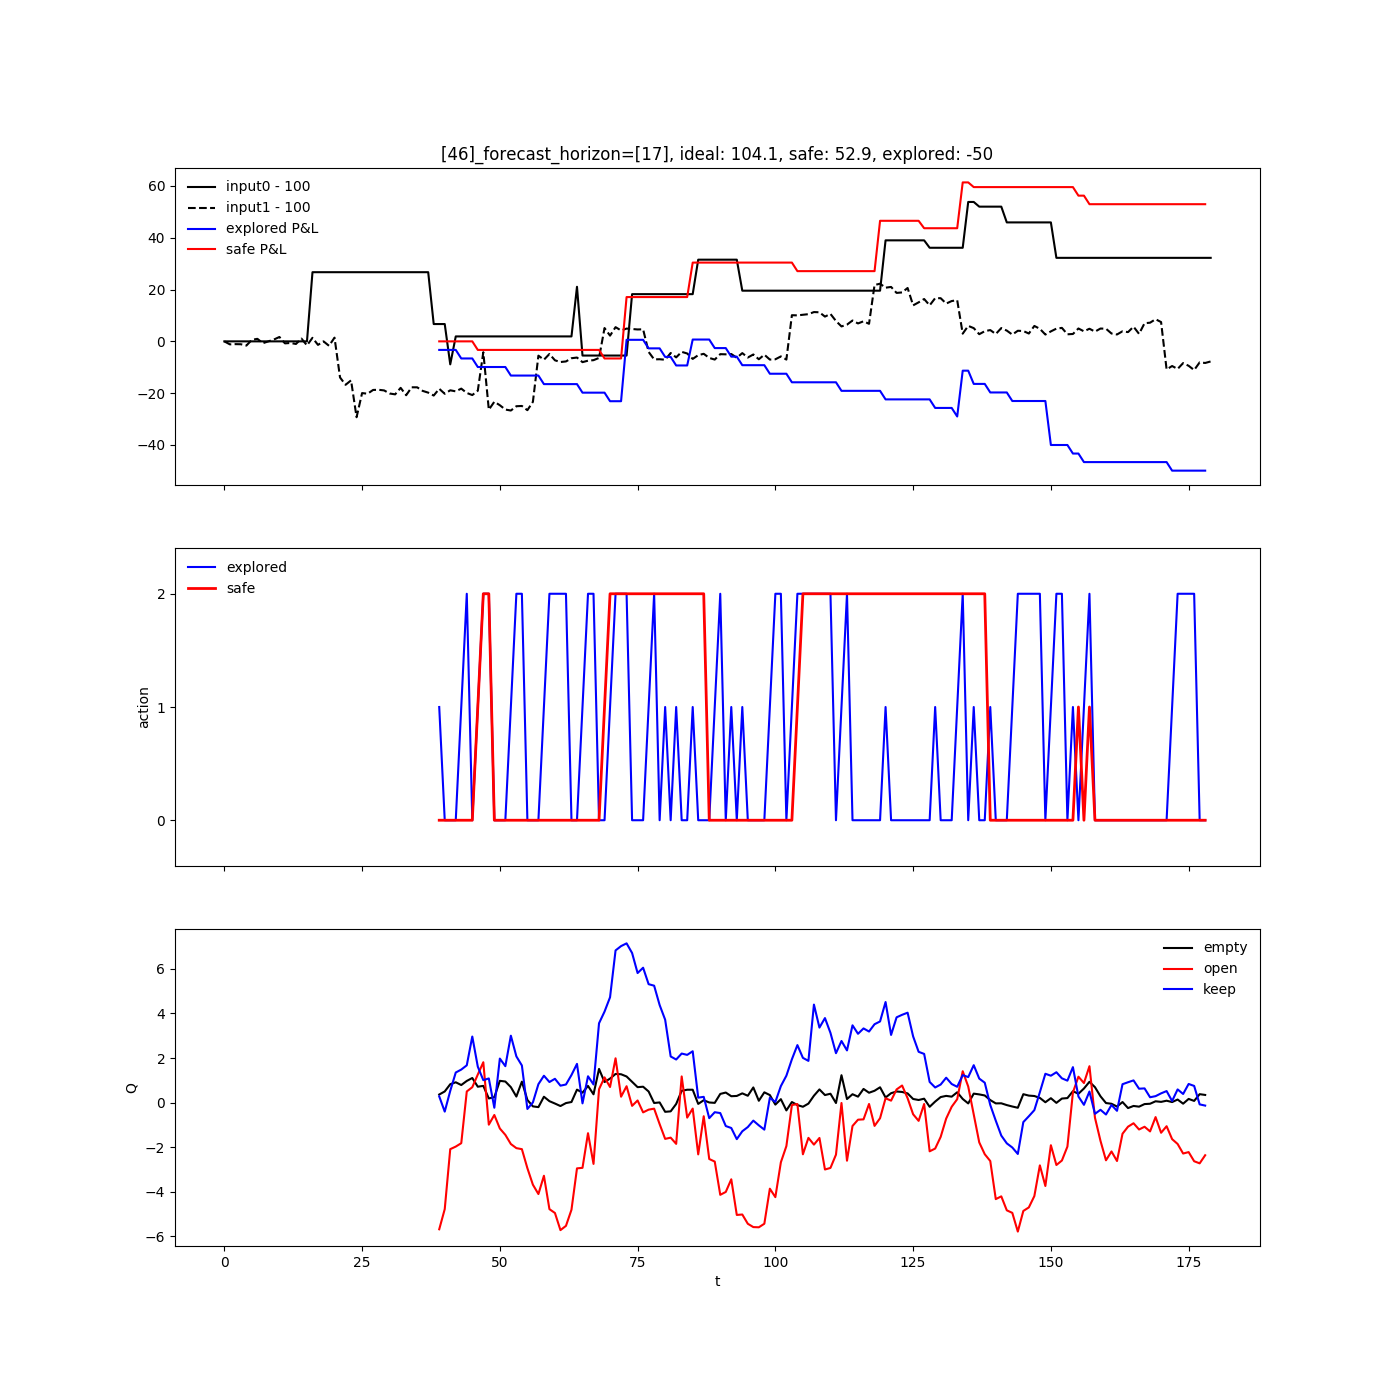 [46]_forecast_horizon=[17], ideal: 104.1, safe: 52.9, explored: -50
input0 - 100
input1 - 100
explored P&L
safe P&L
60
40
20
0
−20
−40
explored
safe
2
1
0
action
empty
open
keep
6
4
2
0
−2
−4
−6
Q
0 25 50 75 100 125 150 175
t